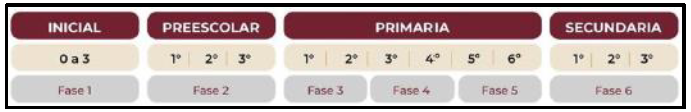 INICIAL PREESCOLAR PRIMARIA SECUNDARIA
0 a 3 1° 2° 3° 1° 2° 3° 4° 5° 6° 1° 2° 3°
Fase 1 Fase 2 Fase 3 Fase 4 Fase 5 Fase 6